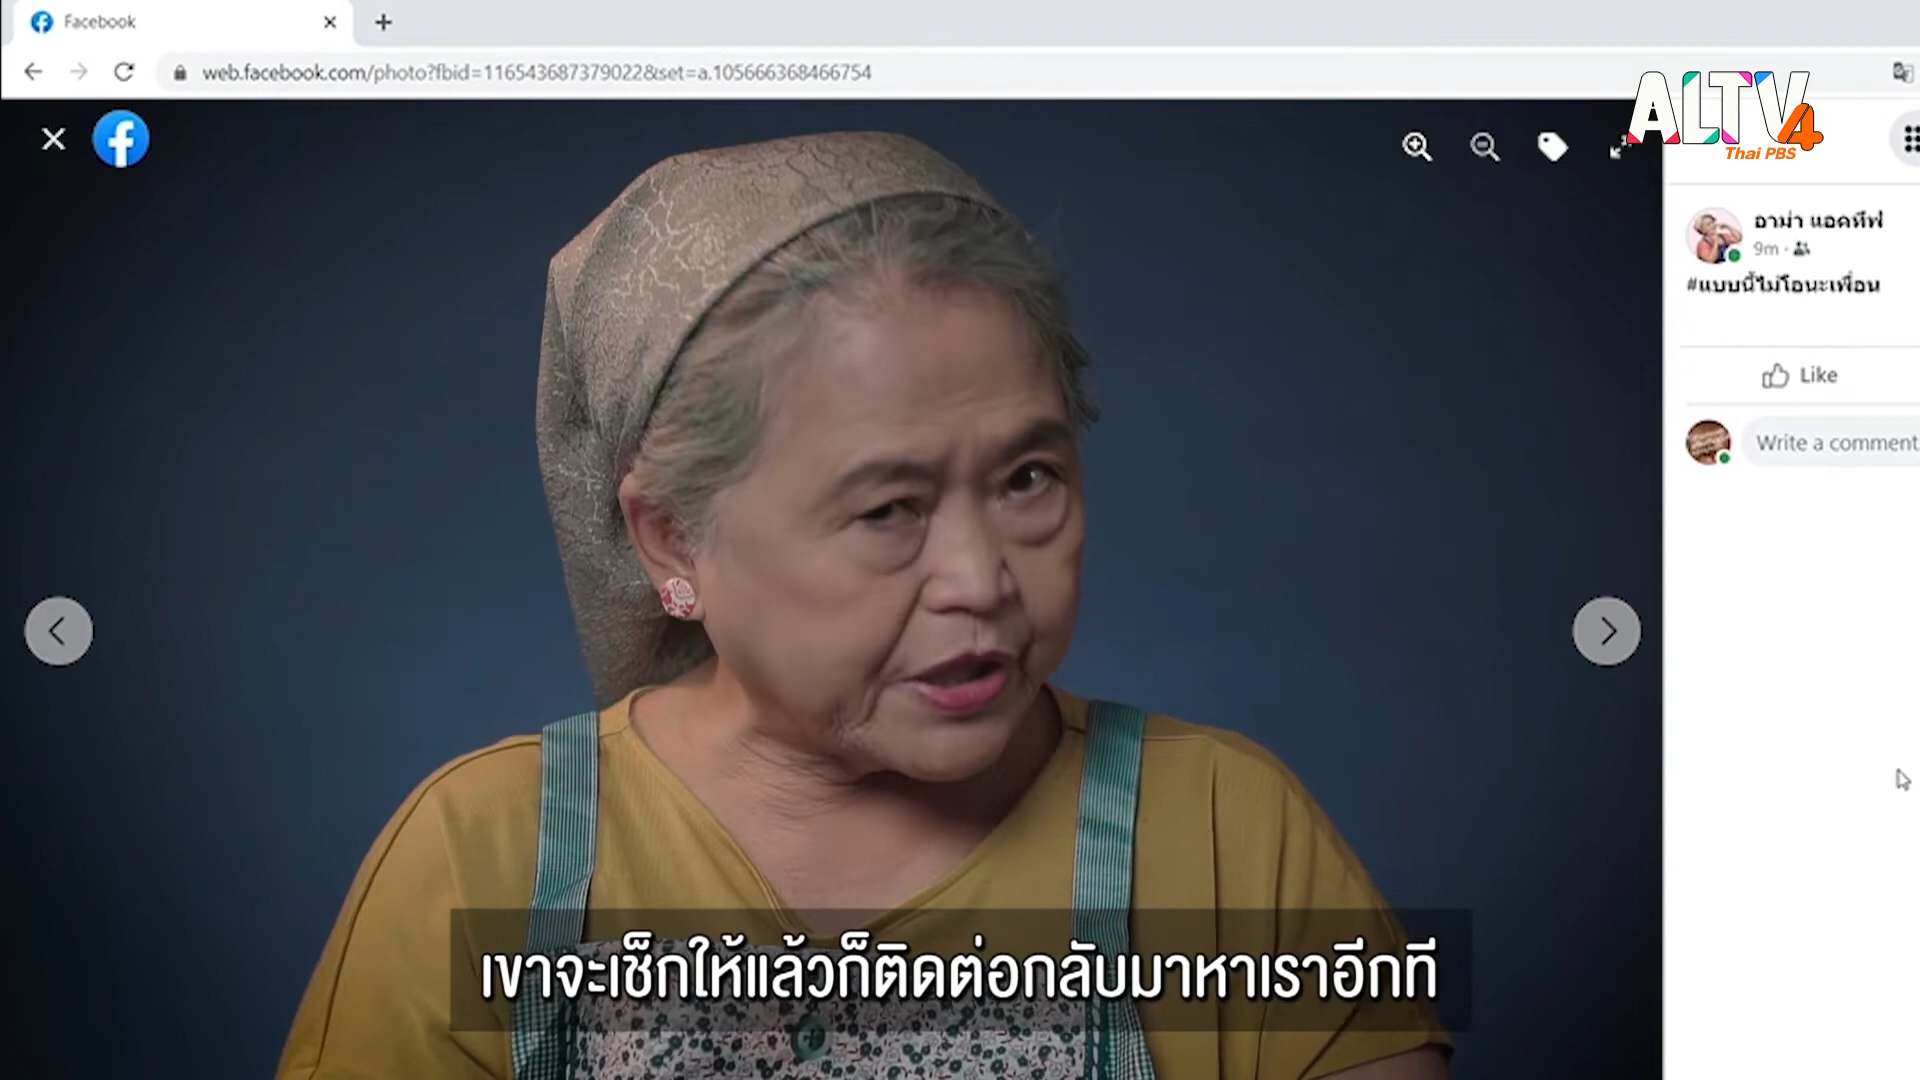 Facebook
web.facebook.com/photo?fbid=116543687379022&set=a.105666368466754
ALTV4
Thai PBS
อาม่า แอคทีฟ
9m
#แบบนี้ไม่โอนะเพื่อน
Like
Write a comment
เขาจะเช็กให้แล้วก็ติดต่อกลับมาหาเราอีกที